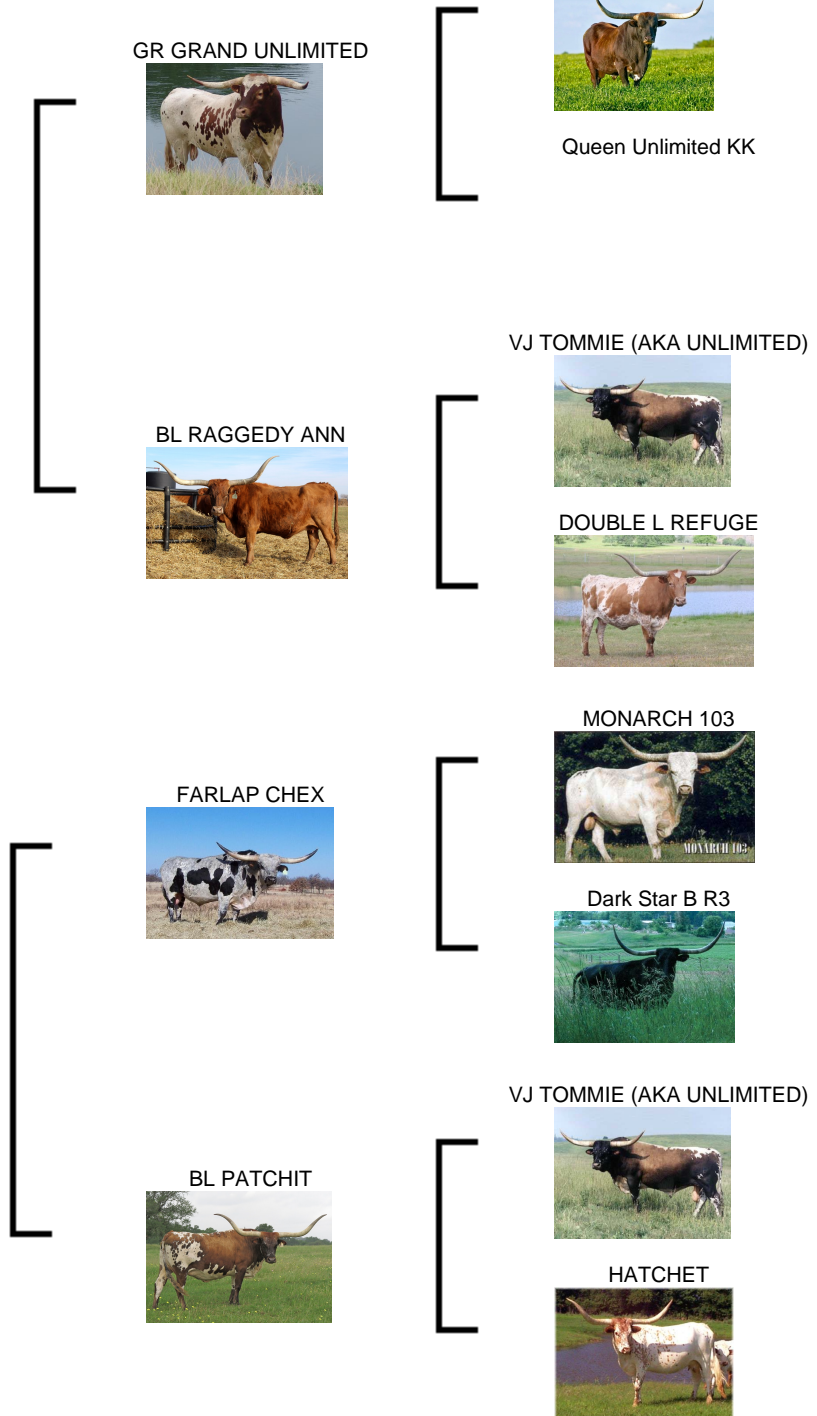 GR GRAND UNLIMITED
Queen Unlimited KK
VJ TOMMIE (AKA UNLIMITED)
BL RAGGEDY ANN
DOUBLE L REFUGE
MONARCH 103
FARLAP CHEX
MONARCH 103
Dark Star B R3
VJ TOMMIE (AKA UNLIMITED)
BL PATCHIT
HATCHET